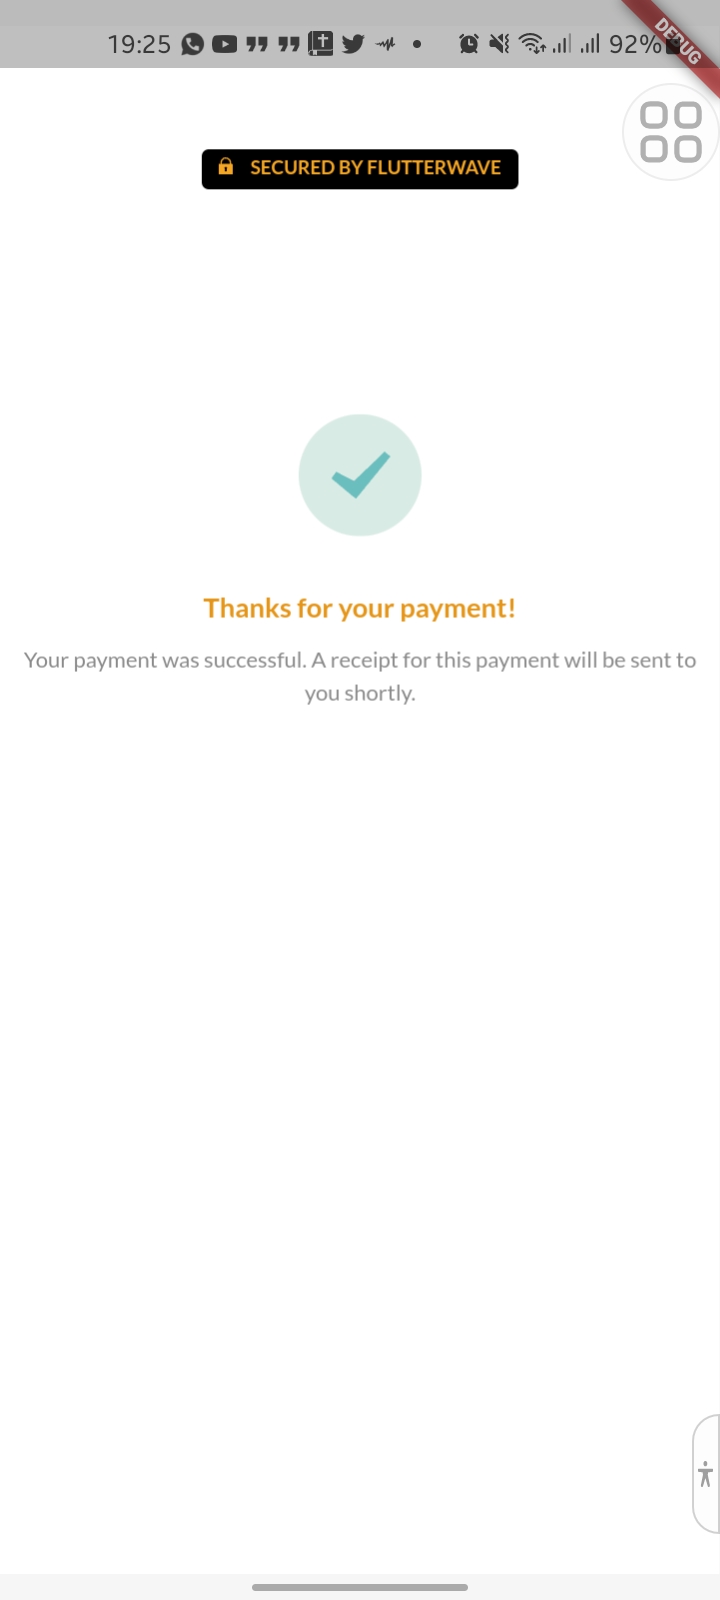 19:25 92%
DEBUG
SECURED BY FLUTTERWAVE
Thanks for your payment!
Your payment was successful. A receipt for this payment will be sent to
you shortly.